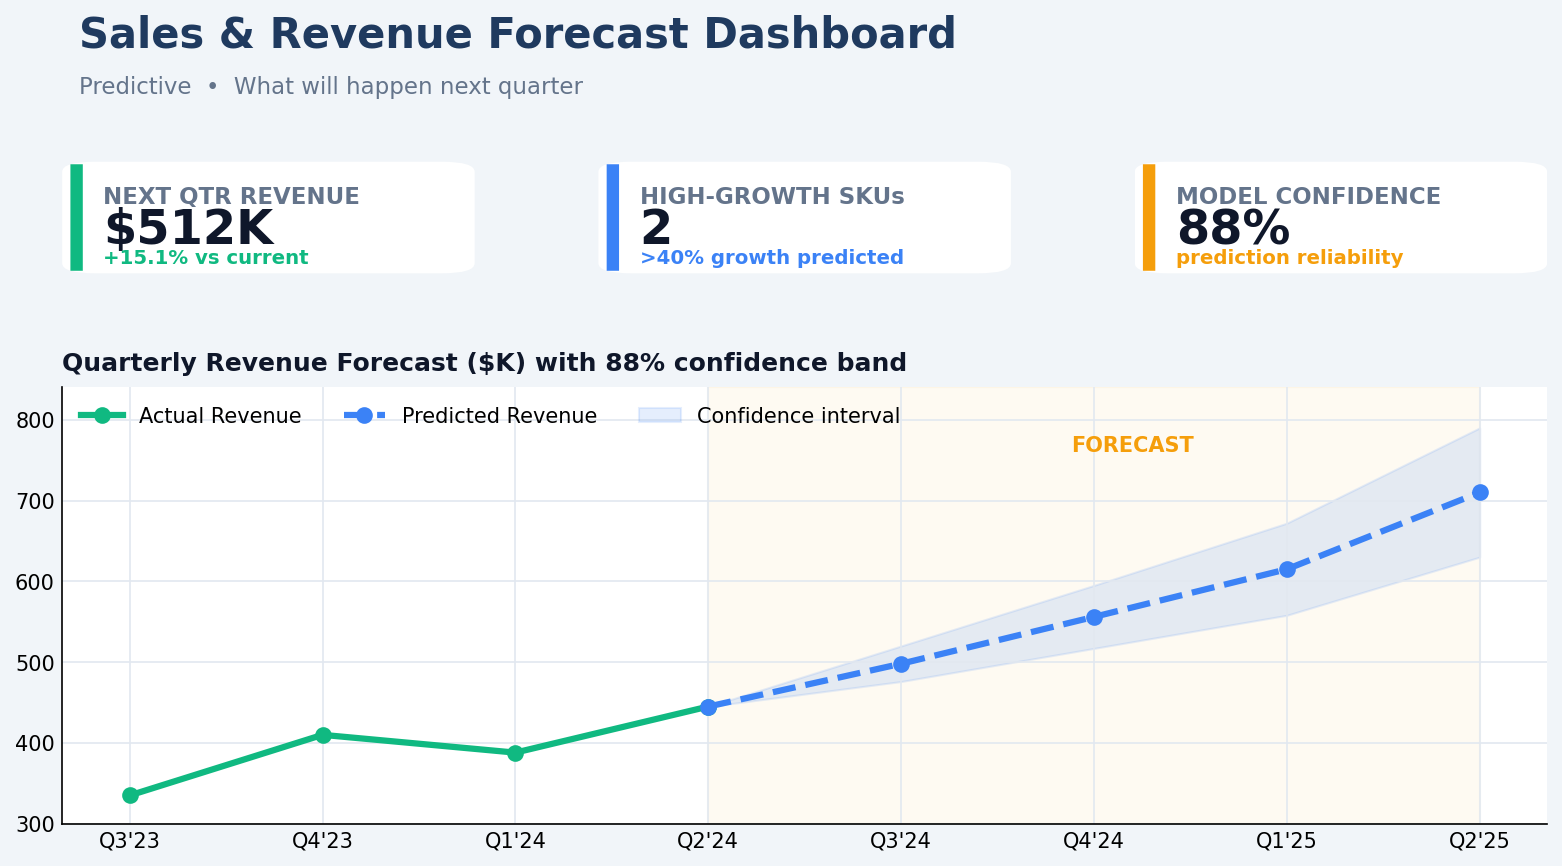 Sales & Revenue Forecast Dashboard
Predictive • What will happen next quarter
NEXT QTR REVENUE
$512K
+15.1% vs current
HIGH-GROWTH SKUs
2
>40% growth predicted
MODEL CONFIDENCE
88%
prediction reliability
Quarterly Revenue Forecast ($K) with 88% confidence band
Actual Revenue
Predicted Revenue
Confidence interval
FORECAST
800
700
600
500
400
300
Q3'23
Q4'23
Q1'24
Q2'24
Q3'24
Q4'24
Q1'25
Q2'25